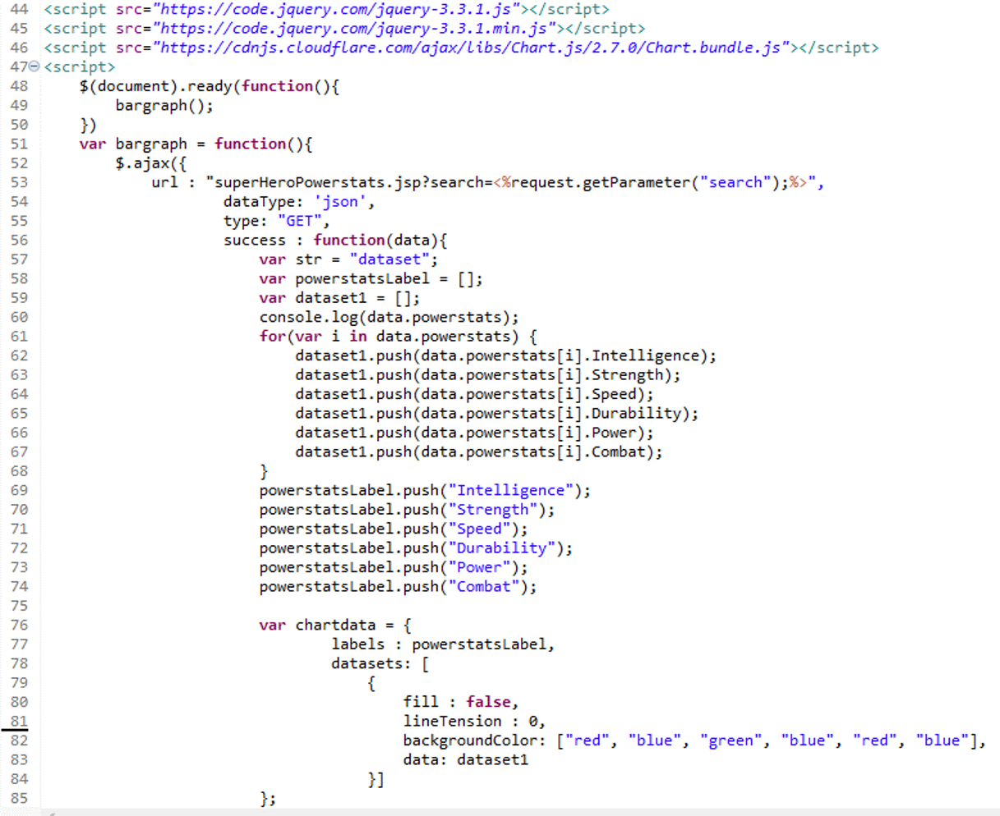 44 <script src="https://code.jquery.com/jquery-3.3.1.js"></script>
45 <script src="https://code.jquery.com/jquery-3.3.1.min.js"></script>
46 <script src="https://cdnjs.cloudflare.com/ajax/libs/Chart.js/2.7.0/Chart.bundle.js"></script>
47 <script>
48     $(document).ready(function(){
49         bargraph();
50     })
51     var bargraph = function(){
52         $.ajax({
53             url : "superHeroPowerstats.jsp?search=<%request.getParameter("search");%>",
54                     dataType: 'json',
55                     type: "GET",
56                     success : function(data){
57                         var str = "dataset";
58                         var powerstatsLabel = [];
59                         var dataset1 = [];
60                         console.log(data.powerstats);
61                         for(var i in data.powerstats) {
62                             dataset1.push(data.powerstats[i].Intelligence);
63                             dataset1.push(data.powerstats[i].Strength);
64                             dataset1.push(data.powerstats[i].Speed);
65                             dataset1.push(data.powerstats[i].Durability);
66                             dataset1.push(data.powerstats[i].Power);
67                             dataset1.push(data.powerstats[i].Combat);
68                         }
69                         powerstatsLabel.push("Intelligence");
70                         powerstatsLabel.push("Strength");
71                         powerstatsLabel.push("Speed");
72                         powerstatsLabel.push("Durability");
73                         powerstatsLabel.push("Power");
74                         powerstatsLabel.push("Combat");
75
76                         var chartdata = {
77                                 labels : powerstatsLabel,
78                                 datasets: [
79                                     {
80                                         fill : false,
81                                         lineTension : 0,
82                                         backgroundColor: ["red", "blue", "green", "blue", "red", "blue"],
83                                         data: dataset1
84                                     }]
85                         };